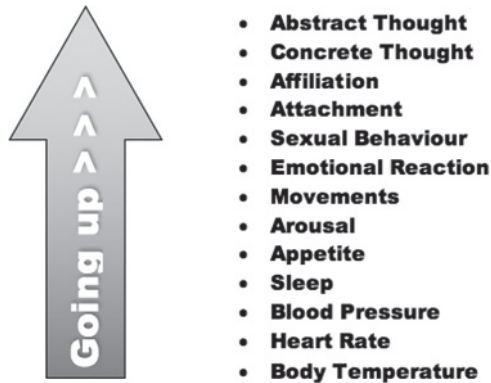 Going up > > >
• Abstract Thought
• Concrete Thought
• Affiliation
• Attachment
• Sexual Behaviour
• Emotional Reaction
• Movements
• Arousal
• Appetite
• Sleep
• Blood Pressure
• Heart Rate
• Body Temperature